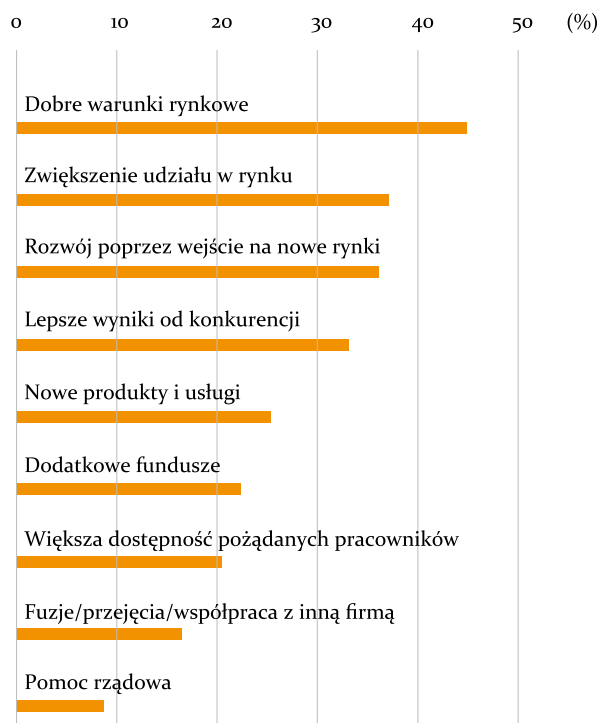 0 10 20 30 40 50 (%)
Dobre warunki rynkowe
Zwiększenie udziału w rynku
Rozwój poprzez wejście na nowe rynki
Lepsze wyniki od konkurencji
Nowe produkty i usługi
Dodatkowe fundusze
Większa dostępność pożądanych pracowników
Fuzje/przejęcia/współpraca z inną firmą
Pomoc rządowa